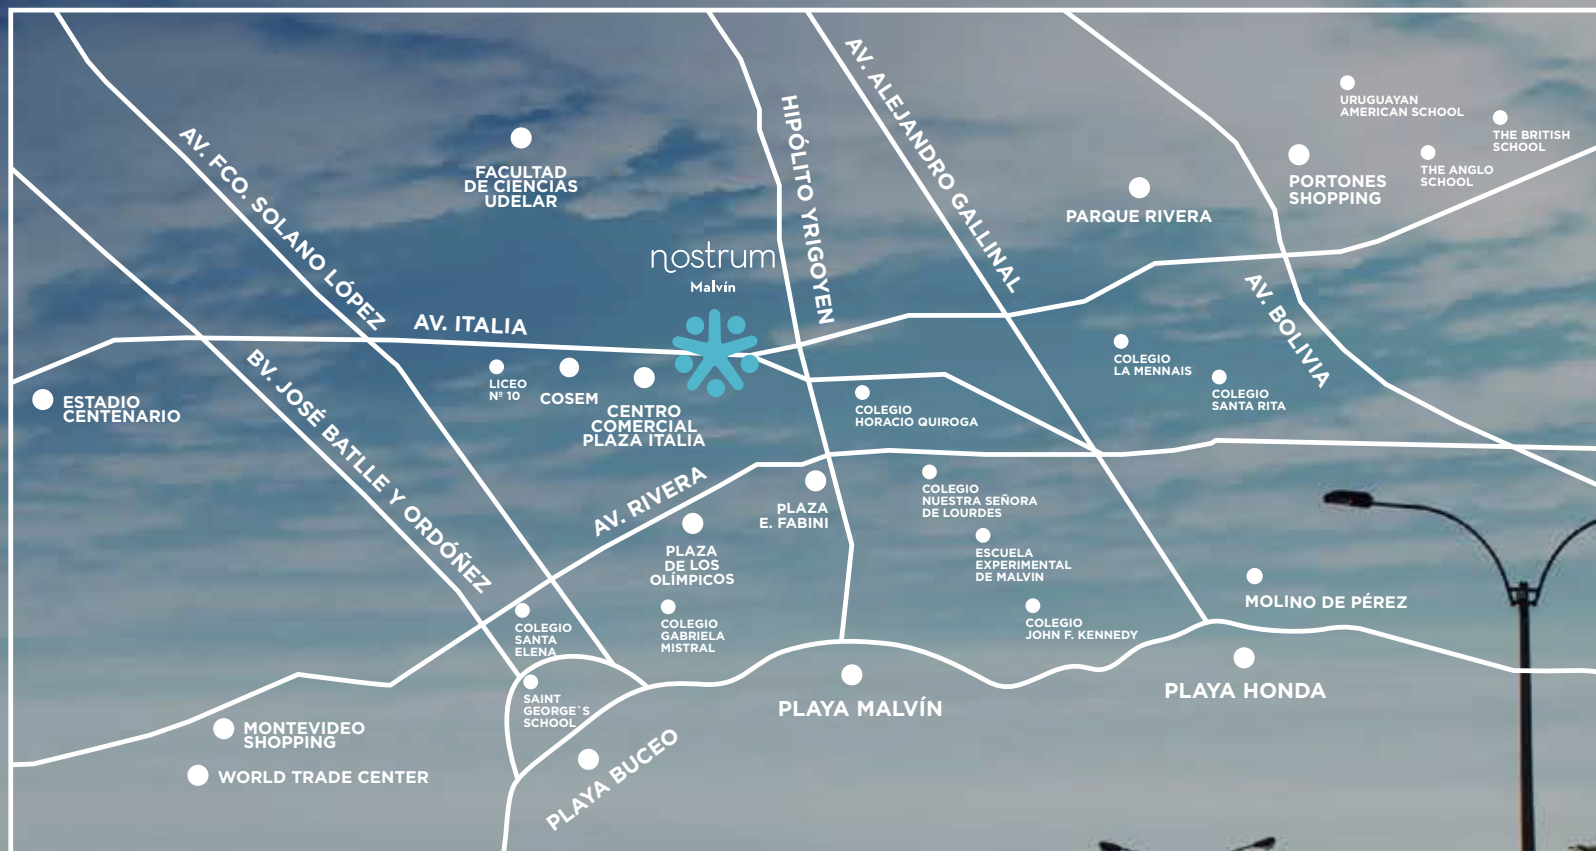 URUGUAYAN
AMERICAN SCHOOL
THE BRITISH
SCHOOL
THE ANGLO
SCHOOL
PORTONES
SHOPPING
PARQUE RIVERA
AV. ALEJANDRO GALLINAL
HIPÓLITO YRIGOYEN
AV. FCO. SOLANO LÓPEZ
FACULTAD
DE CIENCIAS
UDELAR
nostrum
Malvín
AV. ITALIA
AV. BOLIVIA
BV. JOSÉ BATLLE Y ORDÓÑEZ
ESTADIO
CENTENARIO
LICEO
Nº 10
COSEM
CENTRO
COMERCIAL
PLAZA ITALIA
COLEGIO
LA MENNAIS
COLEGIO
SANTA RITA
COLEGIO
HORACIO QUIROGA
AV. RIVERA
PLAZA
E. FABINI
COLEGIO
NUESTRA SEÑORA
DE LOURDES
PLAZA
DE LOS
OLÍMPICOS
ESCUELA
EXPERIMENTAL
DE MALVIN
MOLINO DE PÉREZ
COLEGIO
SANTA
ELENA
COLEGIO
GABRIELA
MISTRAL
COLEGIO
JOHN F. KENNEDY
SAINT
GEORGE´S
SCHOOL
PLAYA MALVÍN
PLAYA HONDA
MONTEVIDEO
SHOPPING
WORLD TRADE CENTER
PLAYA BUCEO